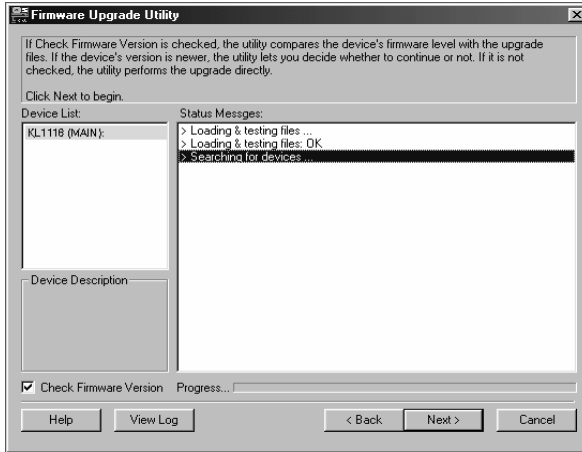 Firmware Upgrade Utility
If Check Firmware Version is checked, the utility compares the device's firmware level with the upgrade
files. If the device's version is newer, the utility lets you decide whether to continue or not. If it is not
checked, the utility performs the upgrade directly.
Click Next to begin.
Device List:
Status Messges:
KL1116 (MAIN):
> Loading & testing files ...
> Loading & testing files: OK
> Searching for devices ...
Device Description
Check Firmware Version
Progress...
Help
View Log
< Back
Next >
Cancel